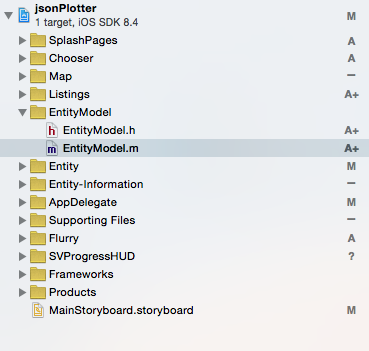 jsonPlotter M
1 target, iOS SDK 8.4
SplashPages A
Chooser A
Map –
Listings A+
EntityModel
h EntityModel.h A+
m EntityModel.m A+
Entity M
Entity-Information –
AppDelegate M
Supporting Files –
Flurry A
SVProgressHUD ?
Frameworks
Products
MainStoryboard.storyboard M